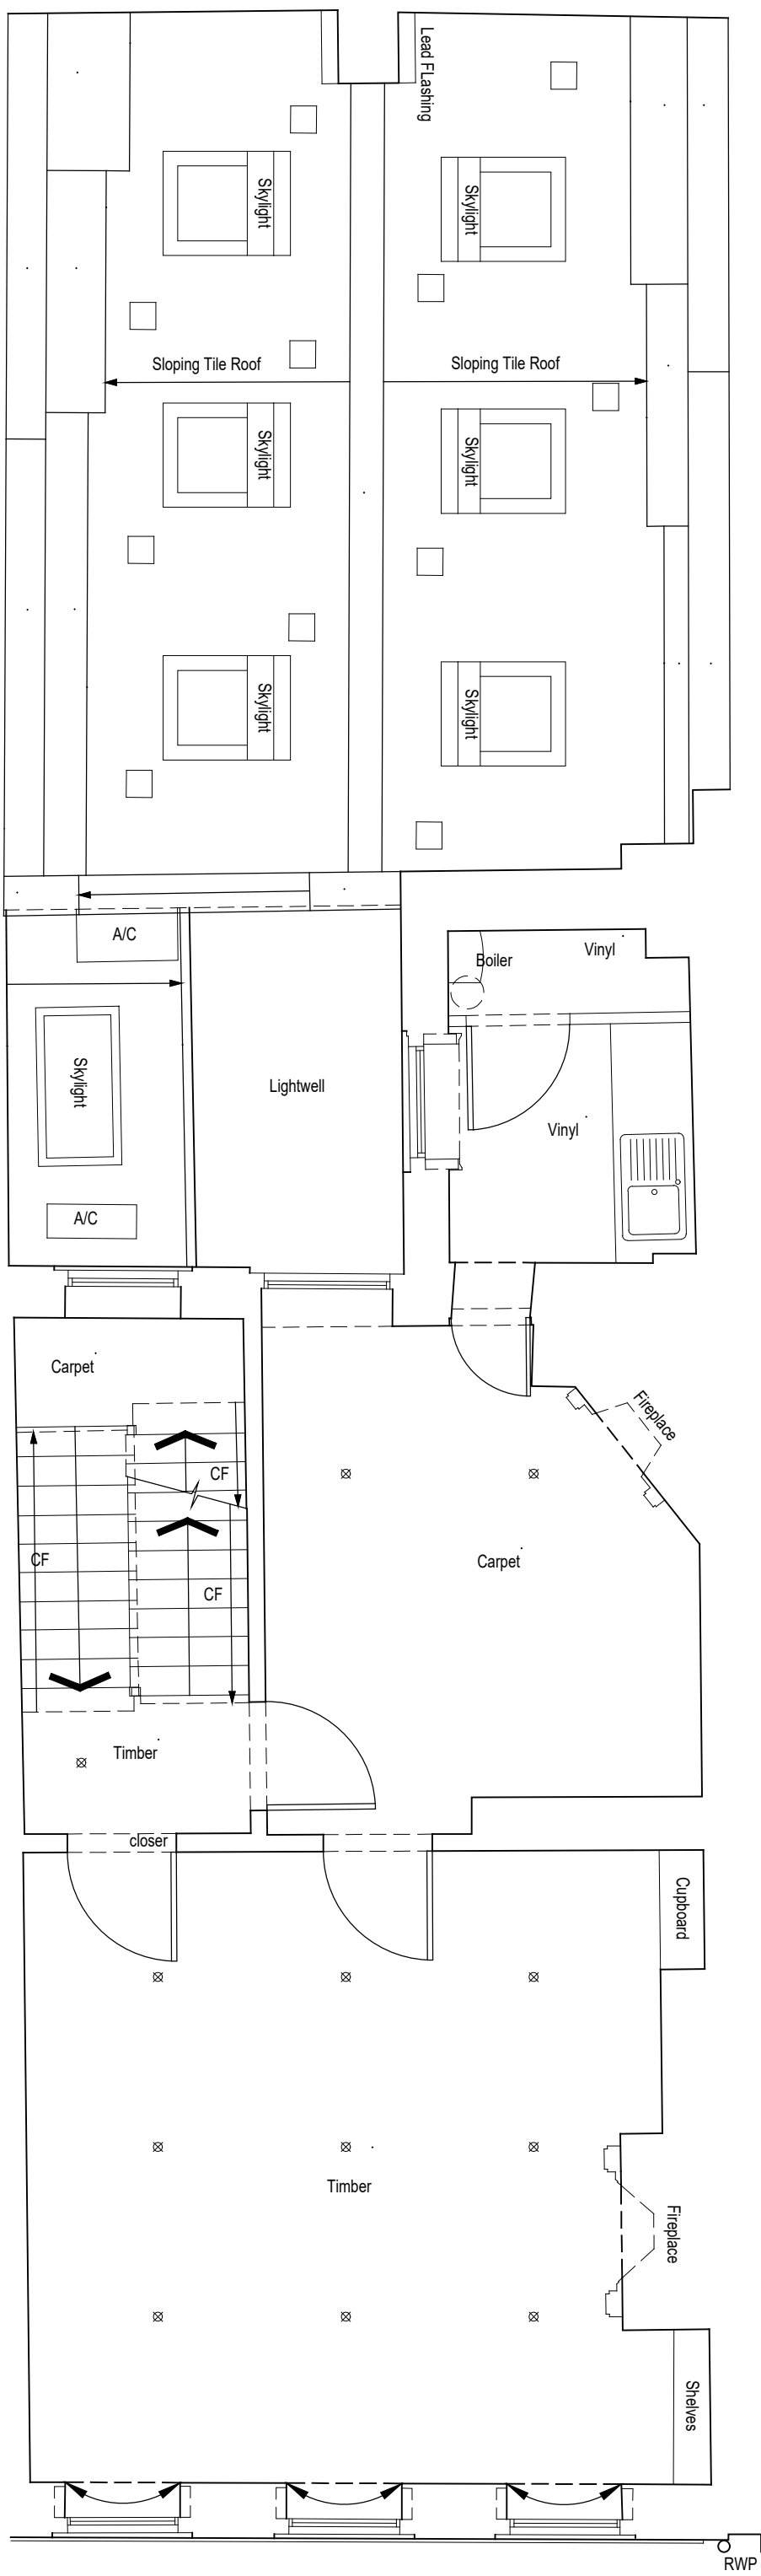 Lead FLashing
Skylight
Skylight
Sloping Tile Roof
Sloping Tile Roof
Skylight
Skylight
Skylight
Skylight
A/C
Boiler
Vinyl
Skylight
Lightwell
Vinyl
A/C
Carpet
Fireplace
CF
CF
Carpet
CF
Timber
closer
Cupboard
Timber
Fireplace
Shelves
RWP